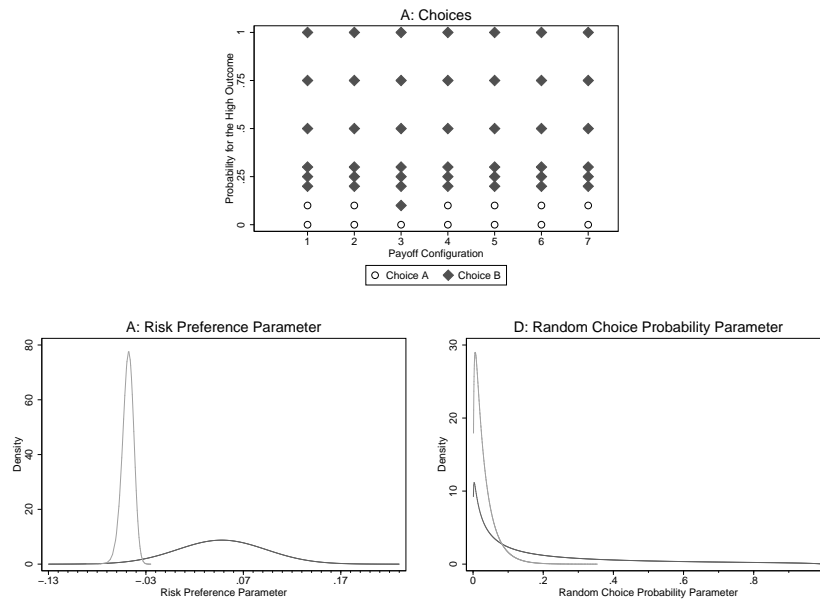 A: Choices
Probability for the High Outcome
1
.75
.5
.25
0
1 2 3 4 5 6 7
Payoff Configuration
Choice A Choice B
A: Risk Preference Parameter
Density
80
60
40
20
0
−.13 −.03 .07 .17
Risk Preference Parameter
D: Random Choice Probability Parameter
Density
30
20
10
0
0 .2 .4 .6 .8
Random Choice Probability Parameter